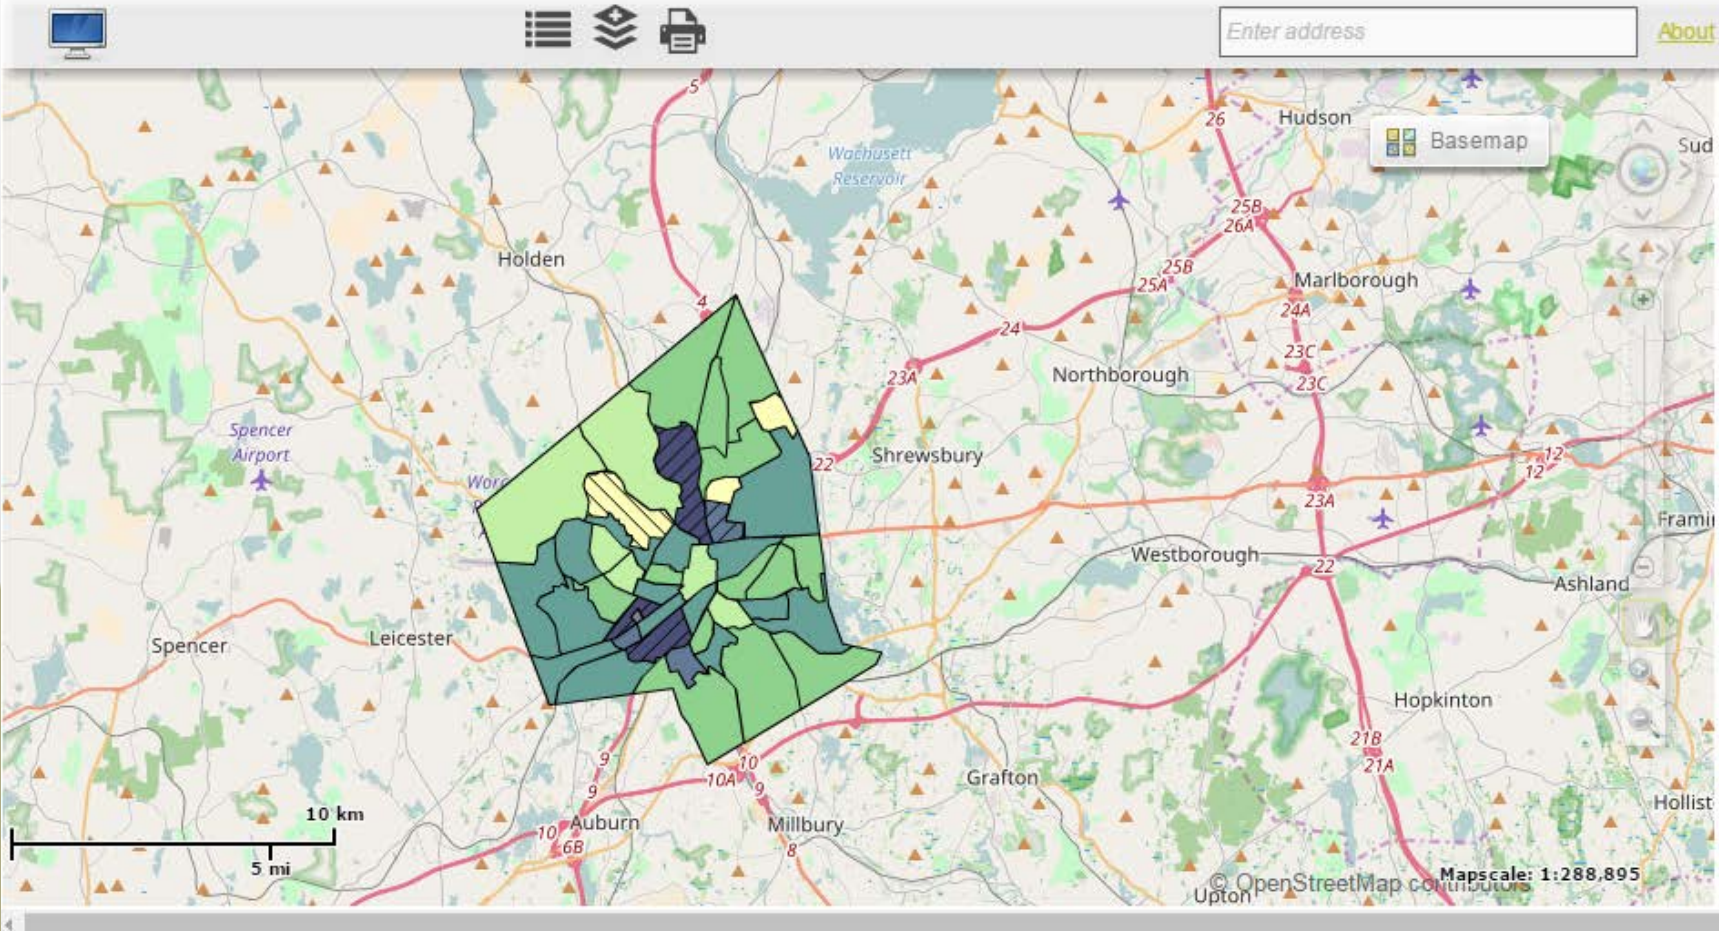 Enter address
About
5
26
Hudson
Basemap
Sud
Wachusett
Reservoir
25B
26A
Holden
25B
25A
Marlborough
4
24A
24
23C
23A
Northborough
23C
Spencer
Airport
22
Shrewsbury
12
12
Worc
23A
Framin
Westborough
22
Ashland
Spencer
Leicester
Hopkinton
21B
21A
9
10
10A
Grafton
9
9
Hollist
10 km
10
Auburn
Millbury
6B
8
5 mi
Mapscale: 1:288,895
© OpenStreetMap contributors
Upton